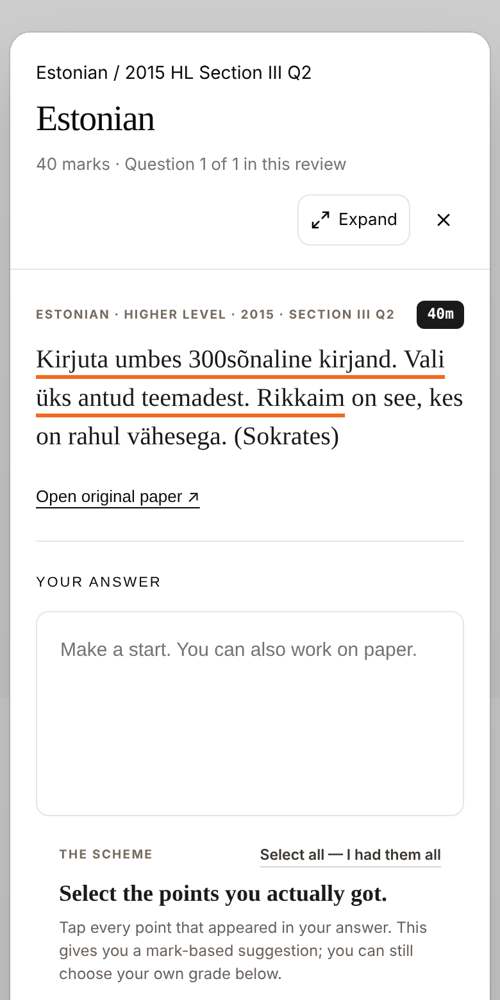 Estonian / 2015 HL Section III Q2
Estonian
40 marks · Question 1 of 1 in this review
Expand
ESTONIAN · HIGHER LEVEL · 2015 · SECTION III Q2
40m
Kirjuta umbes 300sõnaline kirjand. Vali
üks antud teemadest. Rikkaim on see, kes
on rahul vähesega. (Sokrates)
Open original paper ↗
YOUR ANSWER
Make a start. You can also work on paper.
THE SCHEME
Select all — I had them all
Select the points you actually got.
Tap every point that appeared in your answer. This
gives you a mark-based suggestion; you can still
choose your own grade below.